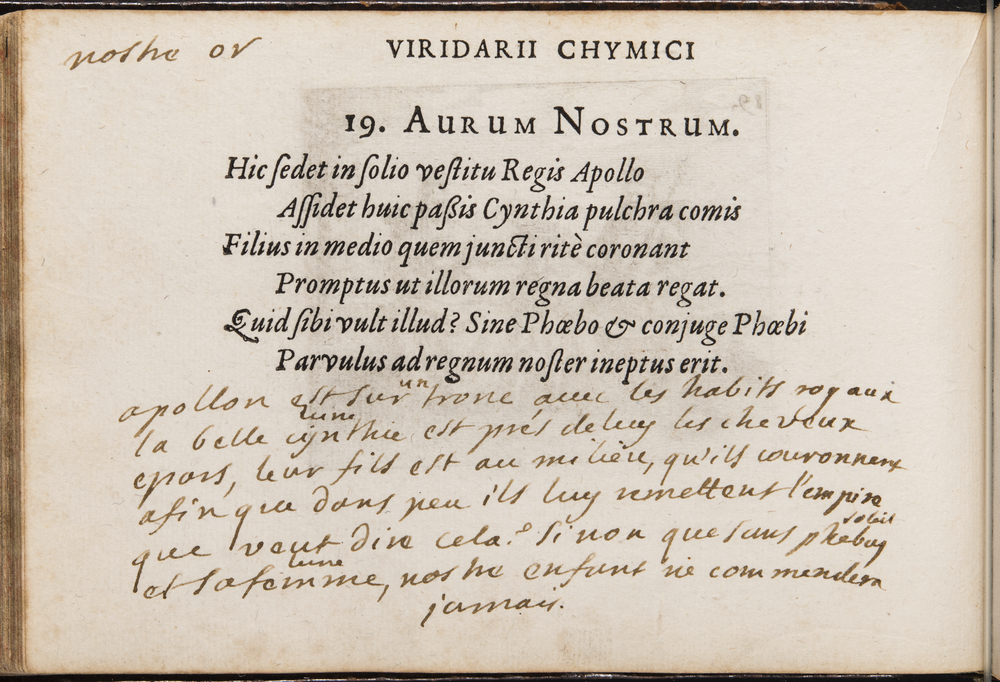 nostre or
VIRIDARII CHYMICI
19. AURUM NOSTRUM.
Hic ſedet in ſolio veſtitu Regis Apollo
Aſſidet huic paßis Cynthia pulchra comis
Filius in medio quem juncti ritè coronant
Promptus ut illorum regna beata regat.
Quid ſibi vult illud? Sine Phœbo & conjuge Phœbi
Parvulus ad regnum noſter ineptus erit.
un
apollon est sur trone avec les habits royaux
lune
la belle cynthie est prés de luy les cheveux
epars, leur fils est au milieu, qu'ils couronnent
afin que dans peu ils luy remettent l'empire
soleil
que veut dire cela? Sinon que sans phebus
lune
et sa femme, nostre enfant ne commendera
jamais.